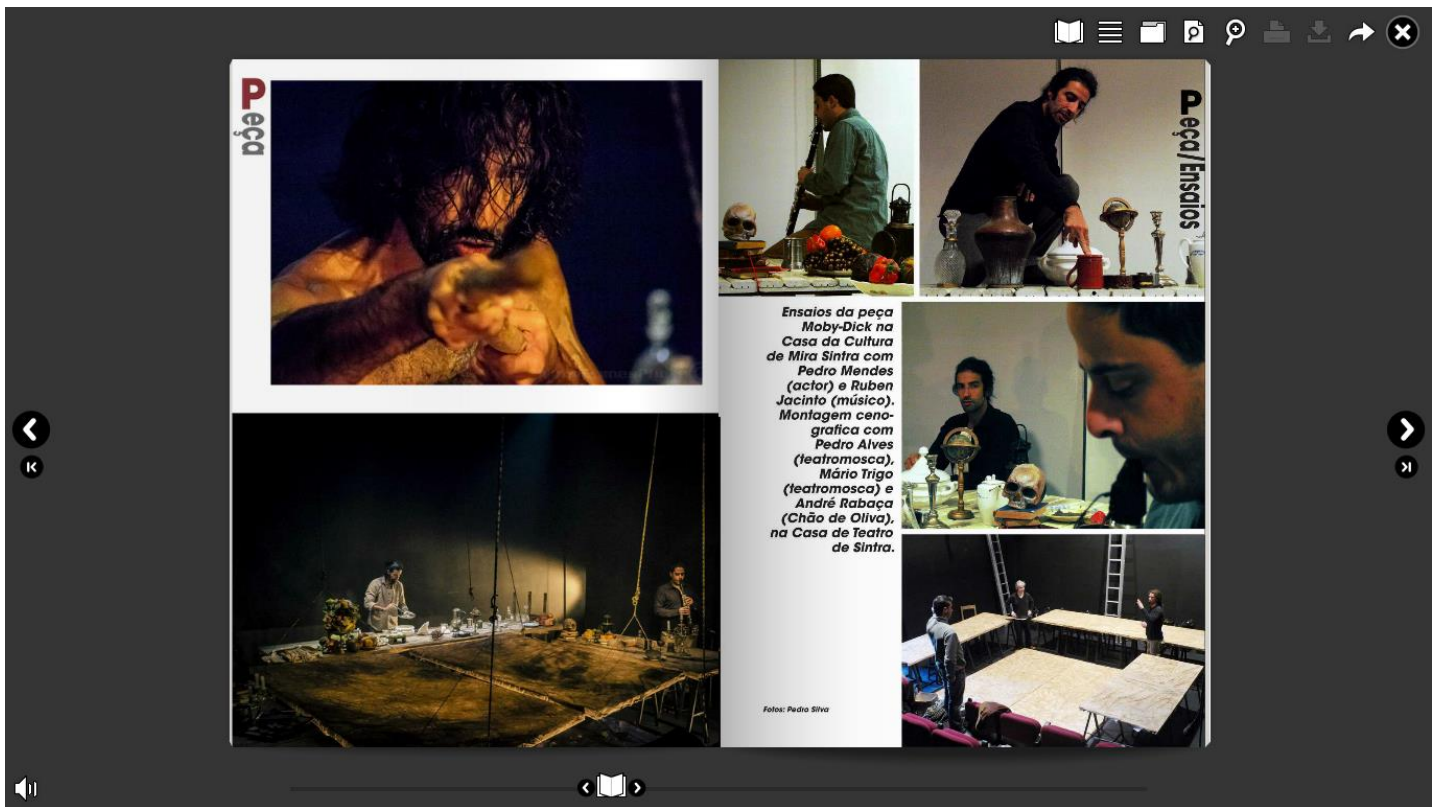 Peça
Peça/Ensaios
Ensaios da peça
Moby-Dick na
Casa da Cultura
de Mira Sintra com
Pedro Mendes
(actor) e Ruben
Jacinto (músico).
Montagem ceno-
grafica com
Pedro Alves
(teatromosca),
Mário Trigo
(teatromosca) e
André Rabaça
(Chão de Oliva),
na Casa de Teatro
de Sintra.
Fotos: Pedro Silva